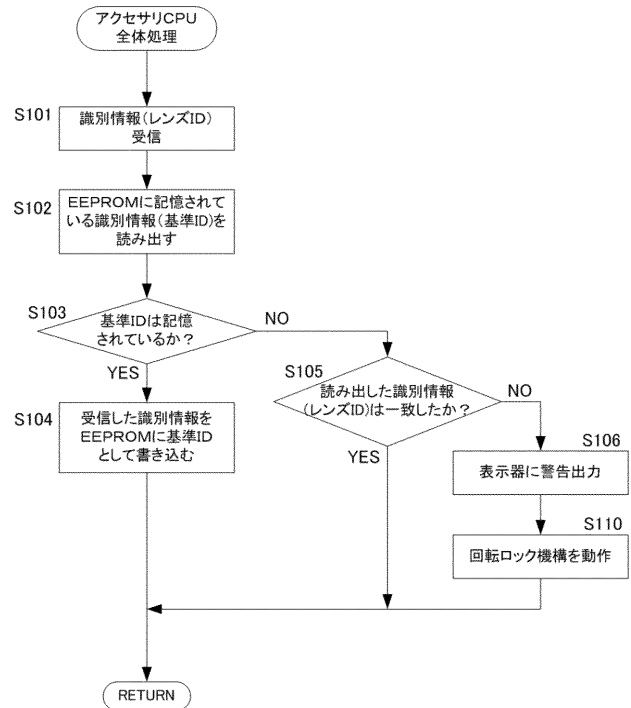 アクセサリCPU
全体処理
S101
識別情報(レンズID)
受信
S102
EEPROMに記憶されて
いる識別情報(基準ID)を
読み出す
S103
基準IDは記憶
されているか？
NO
YES
S104
受信した識別情報を
EEPROMに基準ID
として書き込む
S105
読み出した識別情報
(レンズID)は一致したか？
NO
YES
S106
表示器に警告出力
S110
回転ロック機構を動作
RETURN